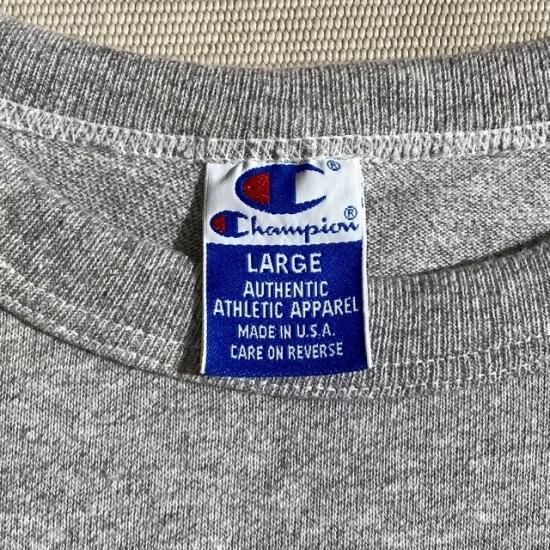 ®
Champion®
LARGE
AUTHENTIC
ATHLETIC APPAREL
MADE IN U.S.A.
CARE ON REVERSE